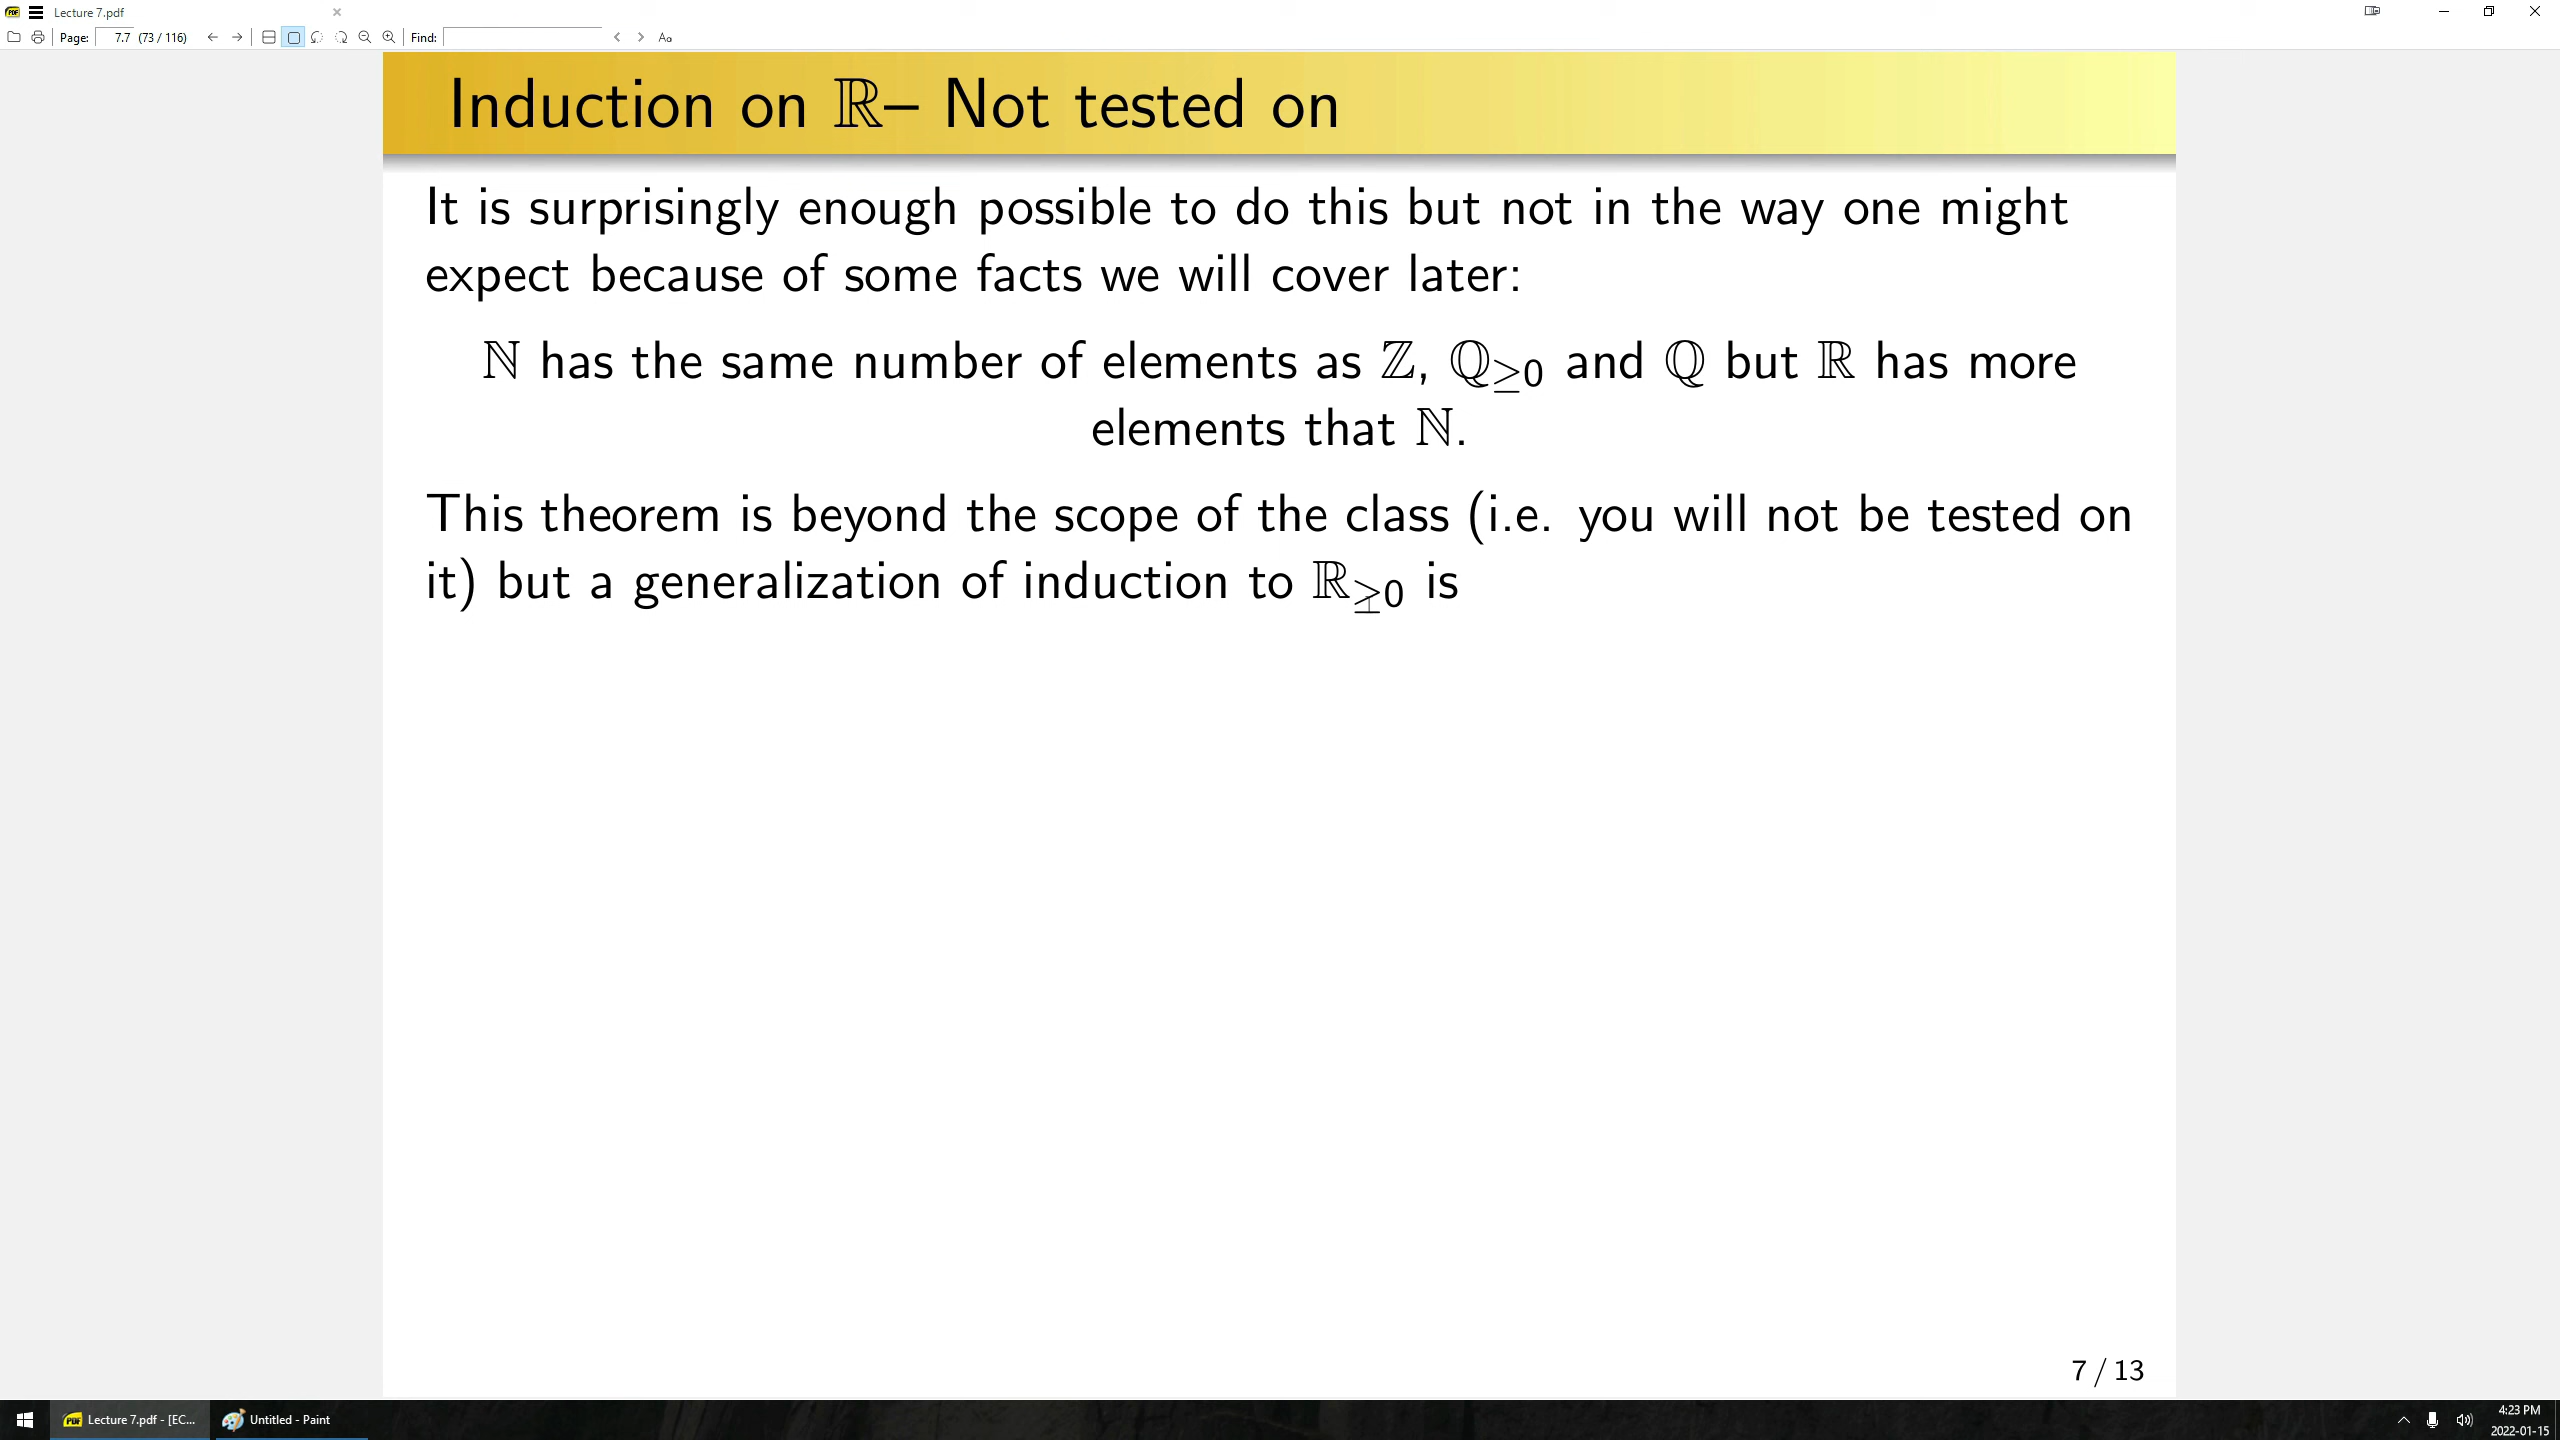 Lecture 7.pdf
Page: 7.7 (73 / 116) Find: Aa
Induction on ℝ– Not tested on
It is surprisingly enough possible to do this but not in the way one might
expect because of some facts we will cover later:
ℕ has the same number of elements as ℤ, ℚ≥0 and ℚ but ℝ has more
elements that ℕ.
This theorem is beyond the scope of the class (i.e. you will not be tested on
it) but a generalization of induction to ℝ≥0 is
7 / 13
Lecture 7.pdf - [EC... Untitled - Paint
4:23 PM
2022-01-15